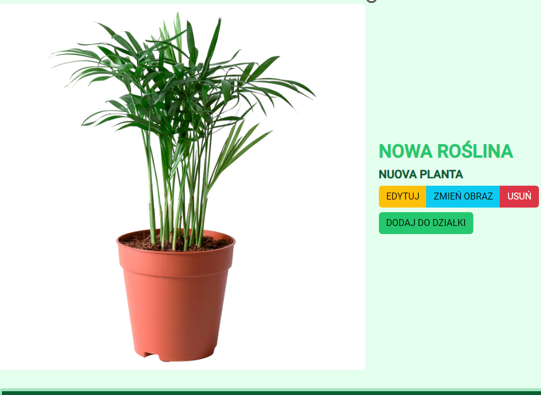 NOWA ROŚLINA
NUOVA PLANTA
EDYTUJ ZMIEŃ OBRAZ USUŃ
DODAJ DO DZIAŁKI